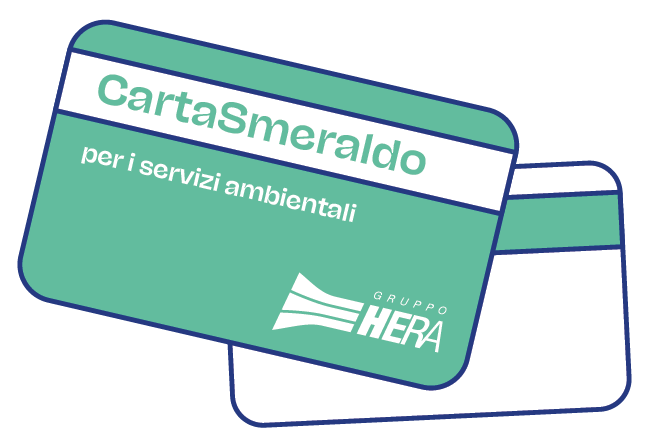 CartaSmeraldo
per i servizi ambientali
GRUPPO
HERA